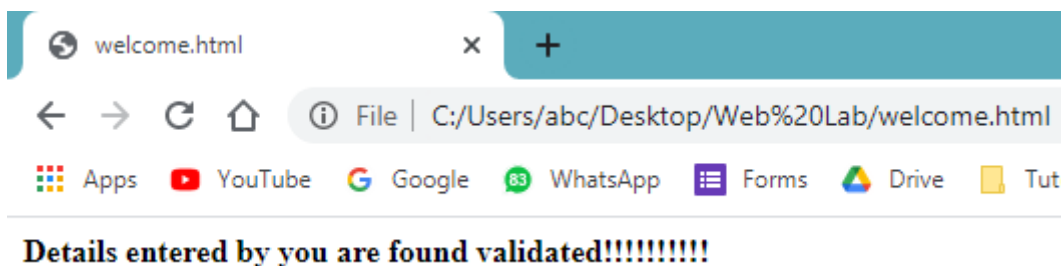 welcome.html
File C:/Users/abc/Desktop/Web%20Lab/welcome.html
Apps YouTube Google 83 WhatsApp Forms Drive Tut
Details entered by you are found validated!!!!!!!!!!